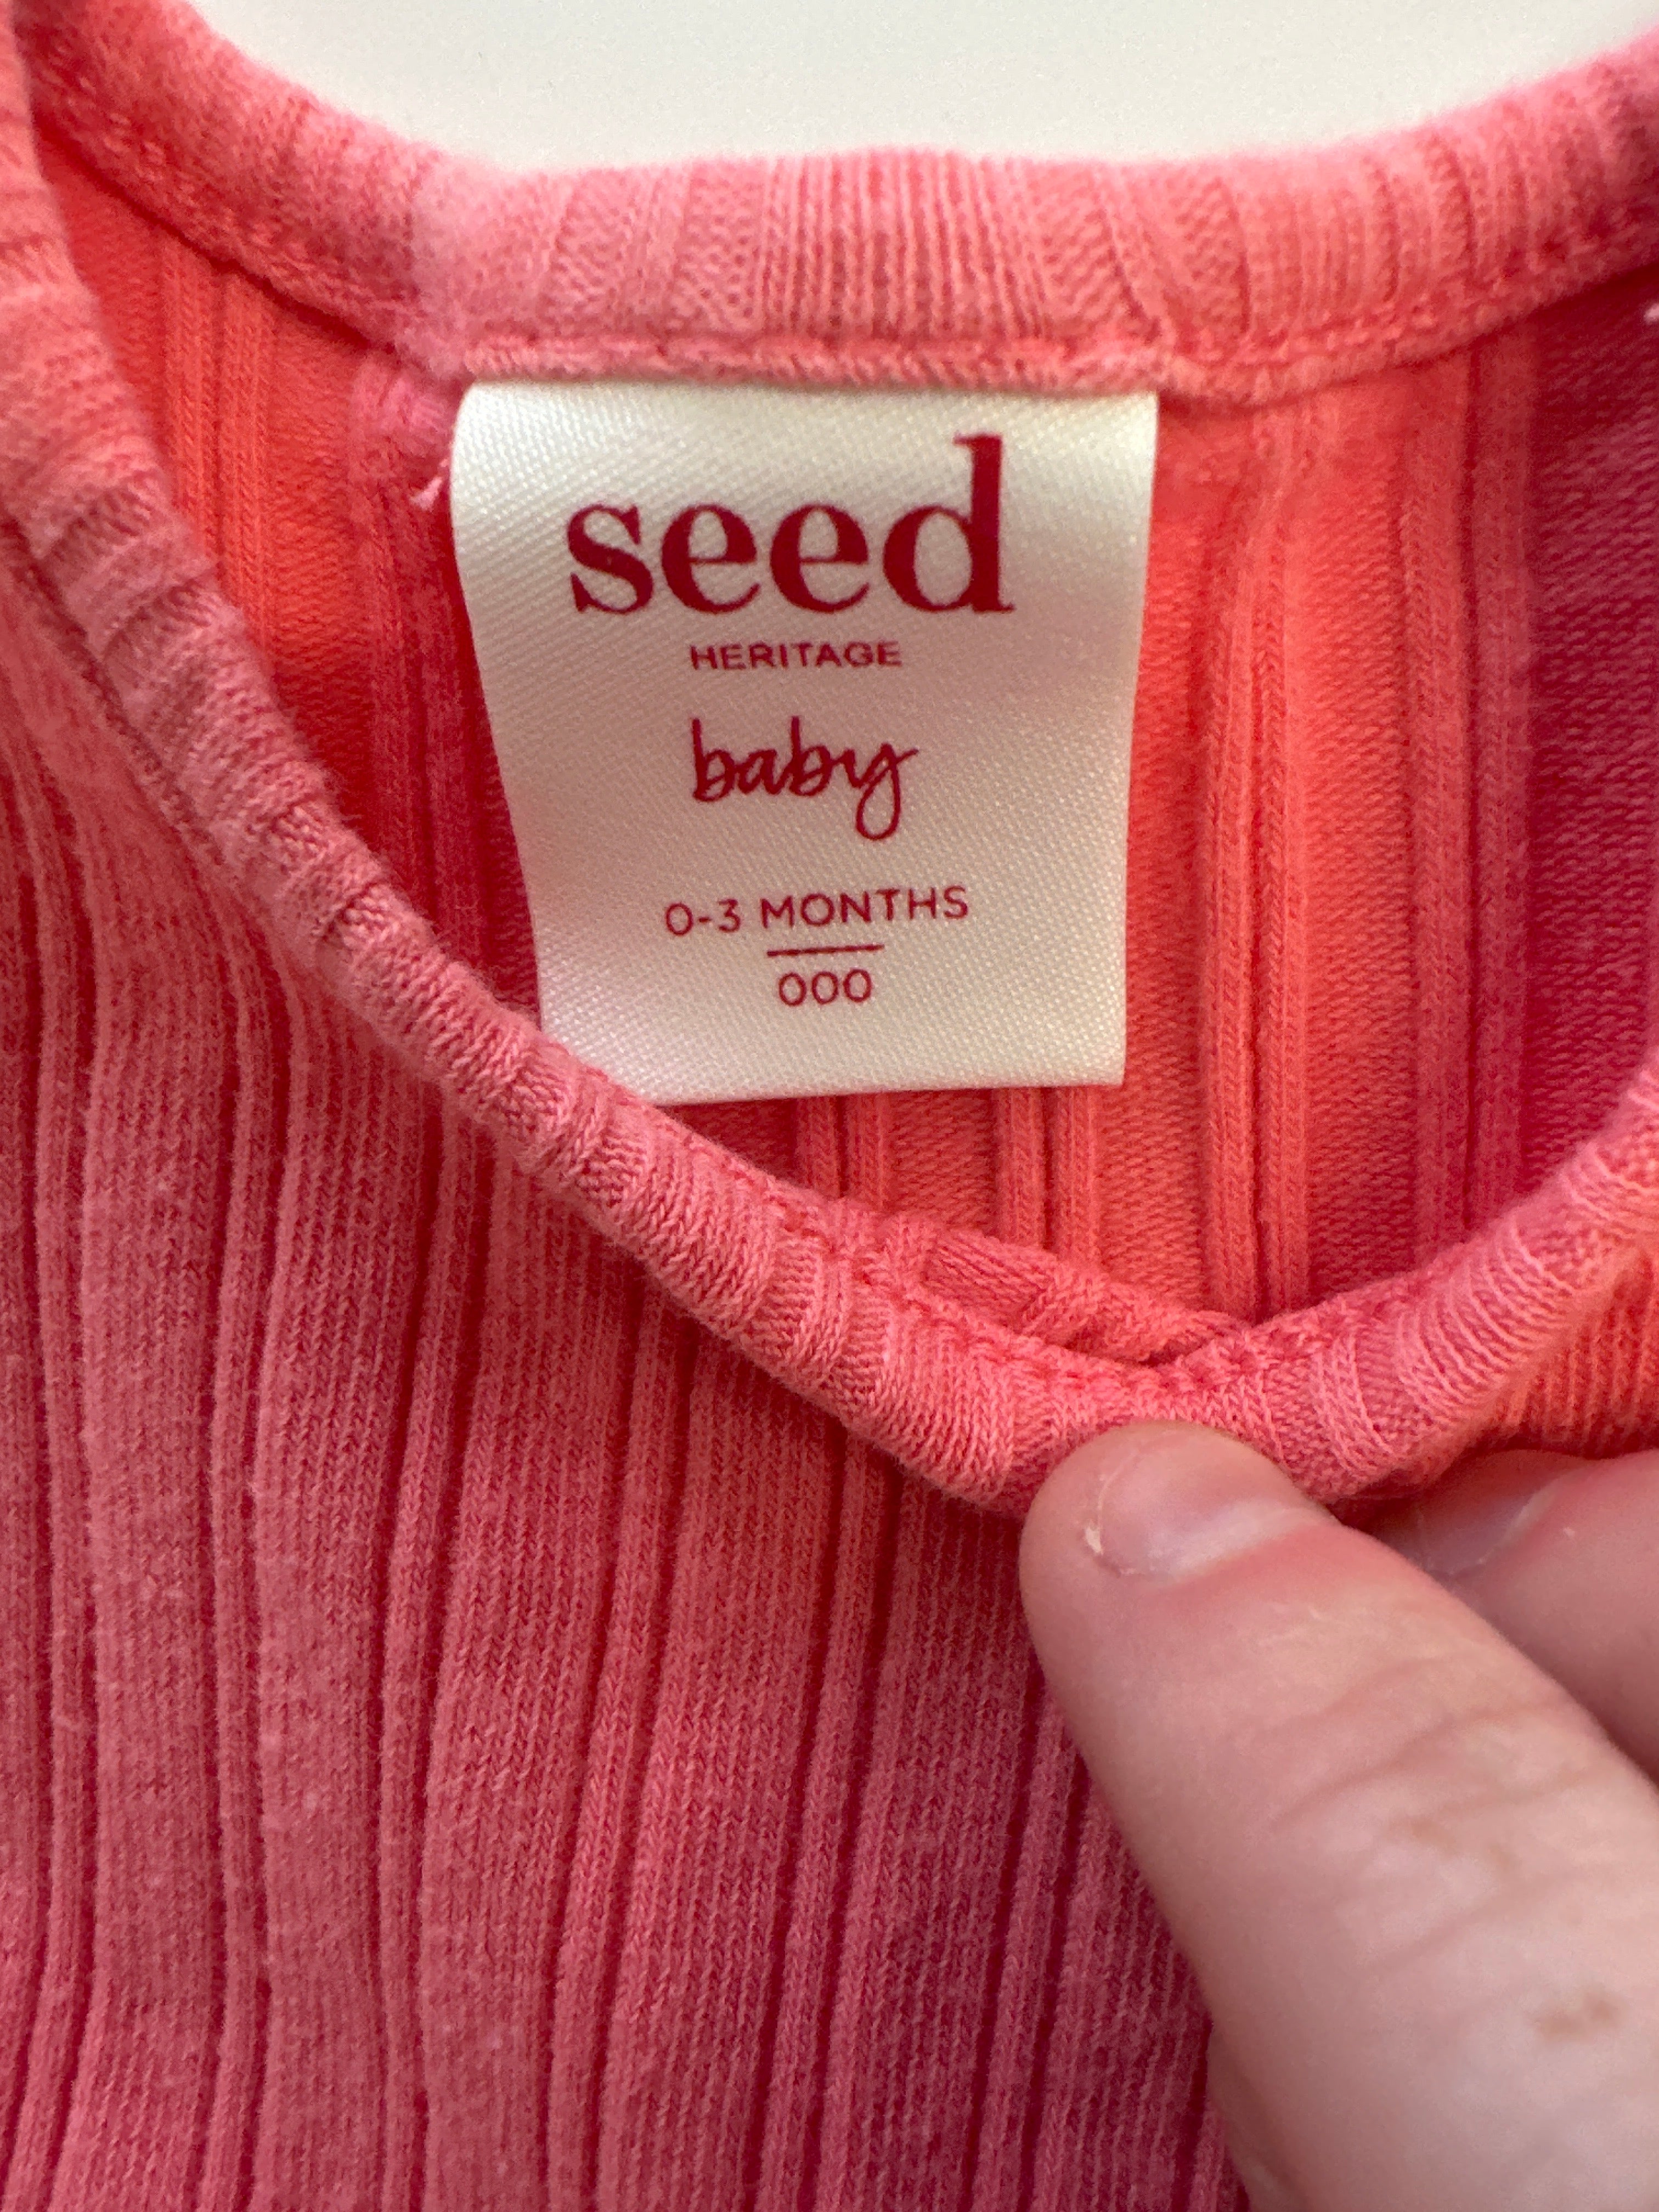 seed
HERITAGE
baby
0-3 MONTHS
000